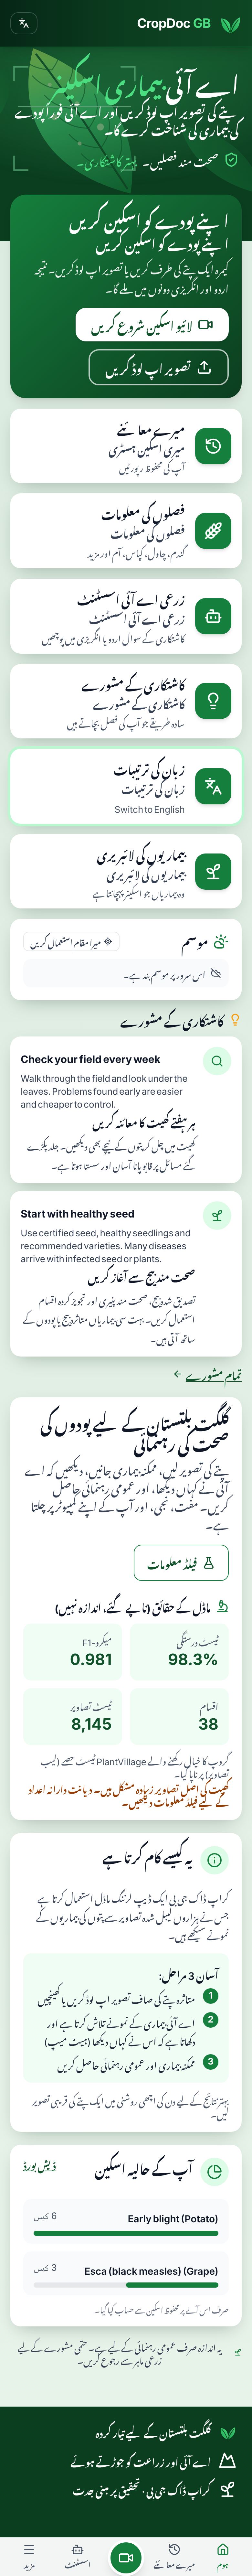 CropDoc GB
اے آئی بیماری اسکینر
پتے کی تصویر اپ لوڈ کریں اور اے آئی فوراً پودے کی بیماری کی شناخت کرے گا۔
صحت مند فصلیں۔ بہتر کاشتکاری۔
اپنے پودے کو اسکین کریں
اپنے پودے کو اسکین کریں
کیمرہ ایک پتے کی طرف کریں یا تصویر اپ لوڈ کریں۔ نتیجہ
اردو اور انگریزی دونوں میں ملے گا۔
لائیو اسکین شروع کریں
تصویر اپ لوڈ کریں
میرے معائنے
میری اسکین ہسٹری
آپ کی محفوظ رپورٹیں
فصلوں کی معلومات
فصلوں کی معلومات
گندم، چاول، کپاس، آم اور مزید
زرعی اے آئی اسسٹنٹ
زرعی اے آئی اسسٹنٹ
کاشتکاری کے سوال اردو یا انگریزی میں پوچھیں
کاشتکاری کے مشورے
کاشتکاری کے مشورے
سادہ طریقے جو آپ کی فصل بچاتے ہیں
زبان کی ترتیبات
زبان کی ترتیبات
Switch to English
بیماریوں کی لائبریری
بیماریوں کی لائبریری
وہ بیماریاں جو اسکینر پہچانتا ہے
موسم
میرا مقام استعمال کریں
اس سرور پر موسم بند ہے۔
کاشتکاری کے مشورے
Check your field every week
Walk through the field and look under the
leaves. Problems found early are easier
and cheaper to control.
ہر ہفتے کھیت کا معائنہ کریں
کھیت میں چل کر پتوں کے نیچے بھی دیکھیں۔ جلد پکڑے
گئے مسائل پر قابو پانا آسان اور سستا ہوتا ہے۔
Start with healthy seed
Use certified seed, healthy seedlings and
recommended varieties. Many diseases
arrive with infested seed or plants.
صحت مند بیج سے آغاز کریں
تصدیق شدہ بیج، صحت مند پنیری اور تجویز کردہ اقسام
استعمال کریں۔ بہت سی بیماریاں متاثرہ بیج یا پودوں کے
ساتھ آتی ہیں۔
تمام مشورے
گلگت بلتستان کے لیے پودوں کی
صحت کی رہنمائی
پتے کی تصویر لیں، ممکنہ بیماری جانیں، دیکھیں کہ اے
آئی نے کہاں دیکھا، اور عمومی رہنمائی حاصل
کریں۔ مفت، نجی، اور آپ کے اپنے کمپیوٹر پر چلتا
ہے۔
فیلڈ معلومات
ماڈل کے حقائق (ناپے گئے، اندازہ نہیں)
ٹیسٹ درستگی
98.3%
میکرو-F1
0.981
اقسام
38
ٹیسٹ تصاویر
8,145
گروپ کا خیال رکھنے والے PlantVillage ٹیسٹ حصے (لیب
تصاویر) پر ناپا گیا۔
کھیت کی اصل تصاویر زیادہ مشکل ہیں۔ دیانت دارانہ اعداد
کے لیے فیلڈ معلومات دیکھیں۔
یہ کیسے کام کرتا ہے
کراپ ڈاک جی بی ایک ڈیپ لرننگ ماڈل استعمال کرتا ہے
جس نے ہزاروں لیبل شدہ تصاویر سے پتوں کی بیماریوں کے
نمونے سیکھے ہیں۔
آسان 3 مراحل:
1 متاثرہ پتے کی صاف تصویر اپ لوڈ کریں یا کھینچیں
2 اے آئی بیماری کے نمونے تلاش کرتا ہے اور
دکھاتا ہے کہ اس نے کہاں دیکھا (ہیٹ میپ)
3 ممکنہ بیماری اور عمومی رہنمائی حاصل کریں
بہتر نتائج کے لیے دن کی اچھی روشنی میں ایک پتے کی قریبی تصویر
لیں۔
آپ کے حالیہ اسکین
ڈیش بورڈ
Early blight (Potato)
6 کیس
Esca (black measles) (Grape)
3 کیس
صرف اس آلے پر محفوظ اسکین سے حساب کیا گیا۔
یہ اندازہ صرف عمومی رہنمائی کے لیے ہے۔ حتمی مشورے کے لیے
زرعی ماہر سے رجوع کریں۔
گلگت بلتستان کے لیے تیار کردہ
اے آئی اور زراعت کو جوڑتے ہوئے
کراپ ڈاک جی بی · تحقیق پر مبنی جدت
ہوم
میرے معائنے
اسسٹنٹ
مزید